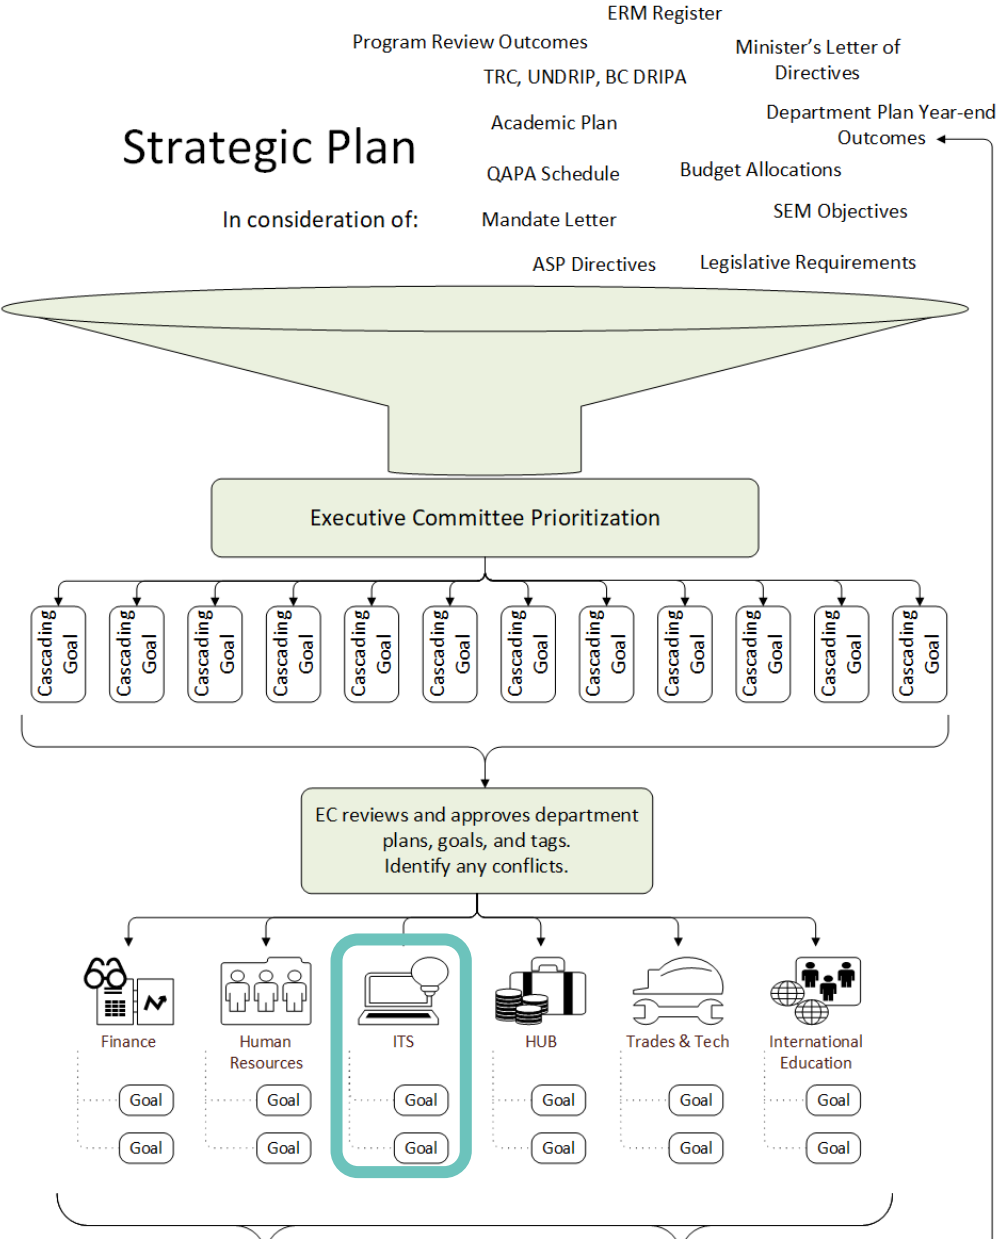 ERM Register
Program Review Outcomes
Minister’s Letter of
Directives
TRC, UNDRIP, BC DRIPA
Department Plan Year-end
Outcomes
Academic Plan
Strategic Plan
QAPA Schedule
Budget Allocations
In consideration of:
Mandate Letter
SEM Objectives
ASP Directives
Legislative Requirements
Executive Committee Prioritization
Cascading
Goal
Cascading
Goal
Cascading
Goal
Cascading
Goal
Cascading
Goal
Cascading
Goal
Cascading
Goal
Cascading
Goal
Cascading
Goal
Cascading
Goal
Cascading
Goal
Cascading
Goal
EC reviews and approves department
plans, goals, and tags.
Identify any conflicts.
Finance
Human
Resources
ITS
HUB
Trades & Tech
International
Education
Goal
Goal
Goal
Goal
Goal
Goal
Goal
Goal
Goal
Goal
Goal
Goal